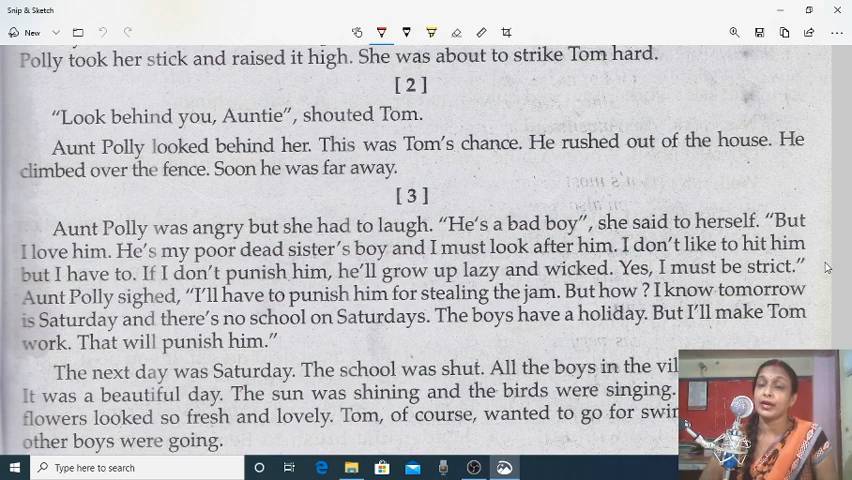 Snip & Sketch
New
Polly took her stick and raised it high. She was about to strike Tom hard.
[ 2 ]
"Look behind you, Auntie", shouted Tom.
Aunt Polly looked behind her. This was Tom's chance. He rushed out of the house. He
climbed over the fence. Soon he was far away.
[ 3 ]
Aunt Polly was angry but she had to laugh. "He's a bad boy", she said to herself. "But
I love him. He's my poor dead sister's boy and I must look after him. I don't like to hit him
but I have to. If I don't punish him, he'll grow up lazy and wicked. Yes, I must be strict."
Aunt Polly sighed, "I'll have to punish him for stealing the jam. But how ? I know tomorrow
is Saturday and there's no school on Saturdays. The boys have a holiday. But I'll make Tom
work. That will punish him."
The next day was Saturday. The school was shut. All the boys in the vil
It was a beautiful day. The sun was shining and the birds were singing.
flowers looked so fresh and lovely. Tom, of course, wanted to go for swi
other boys were going.
Type here to search